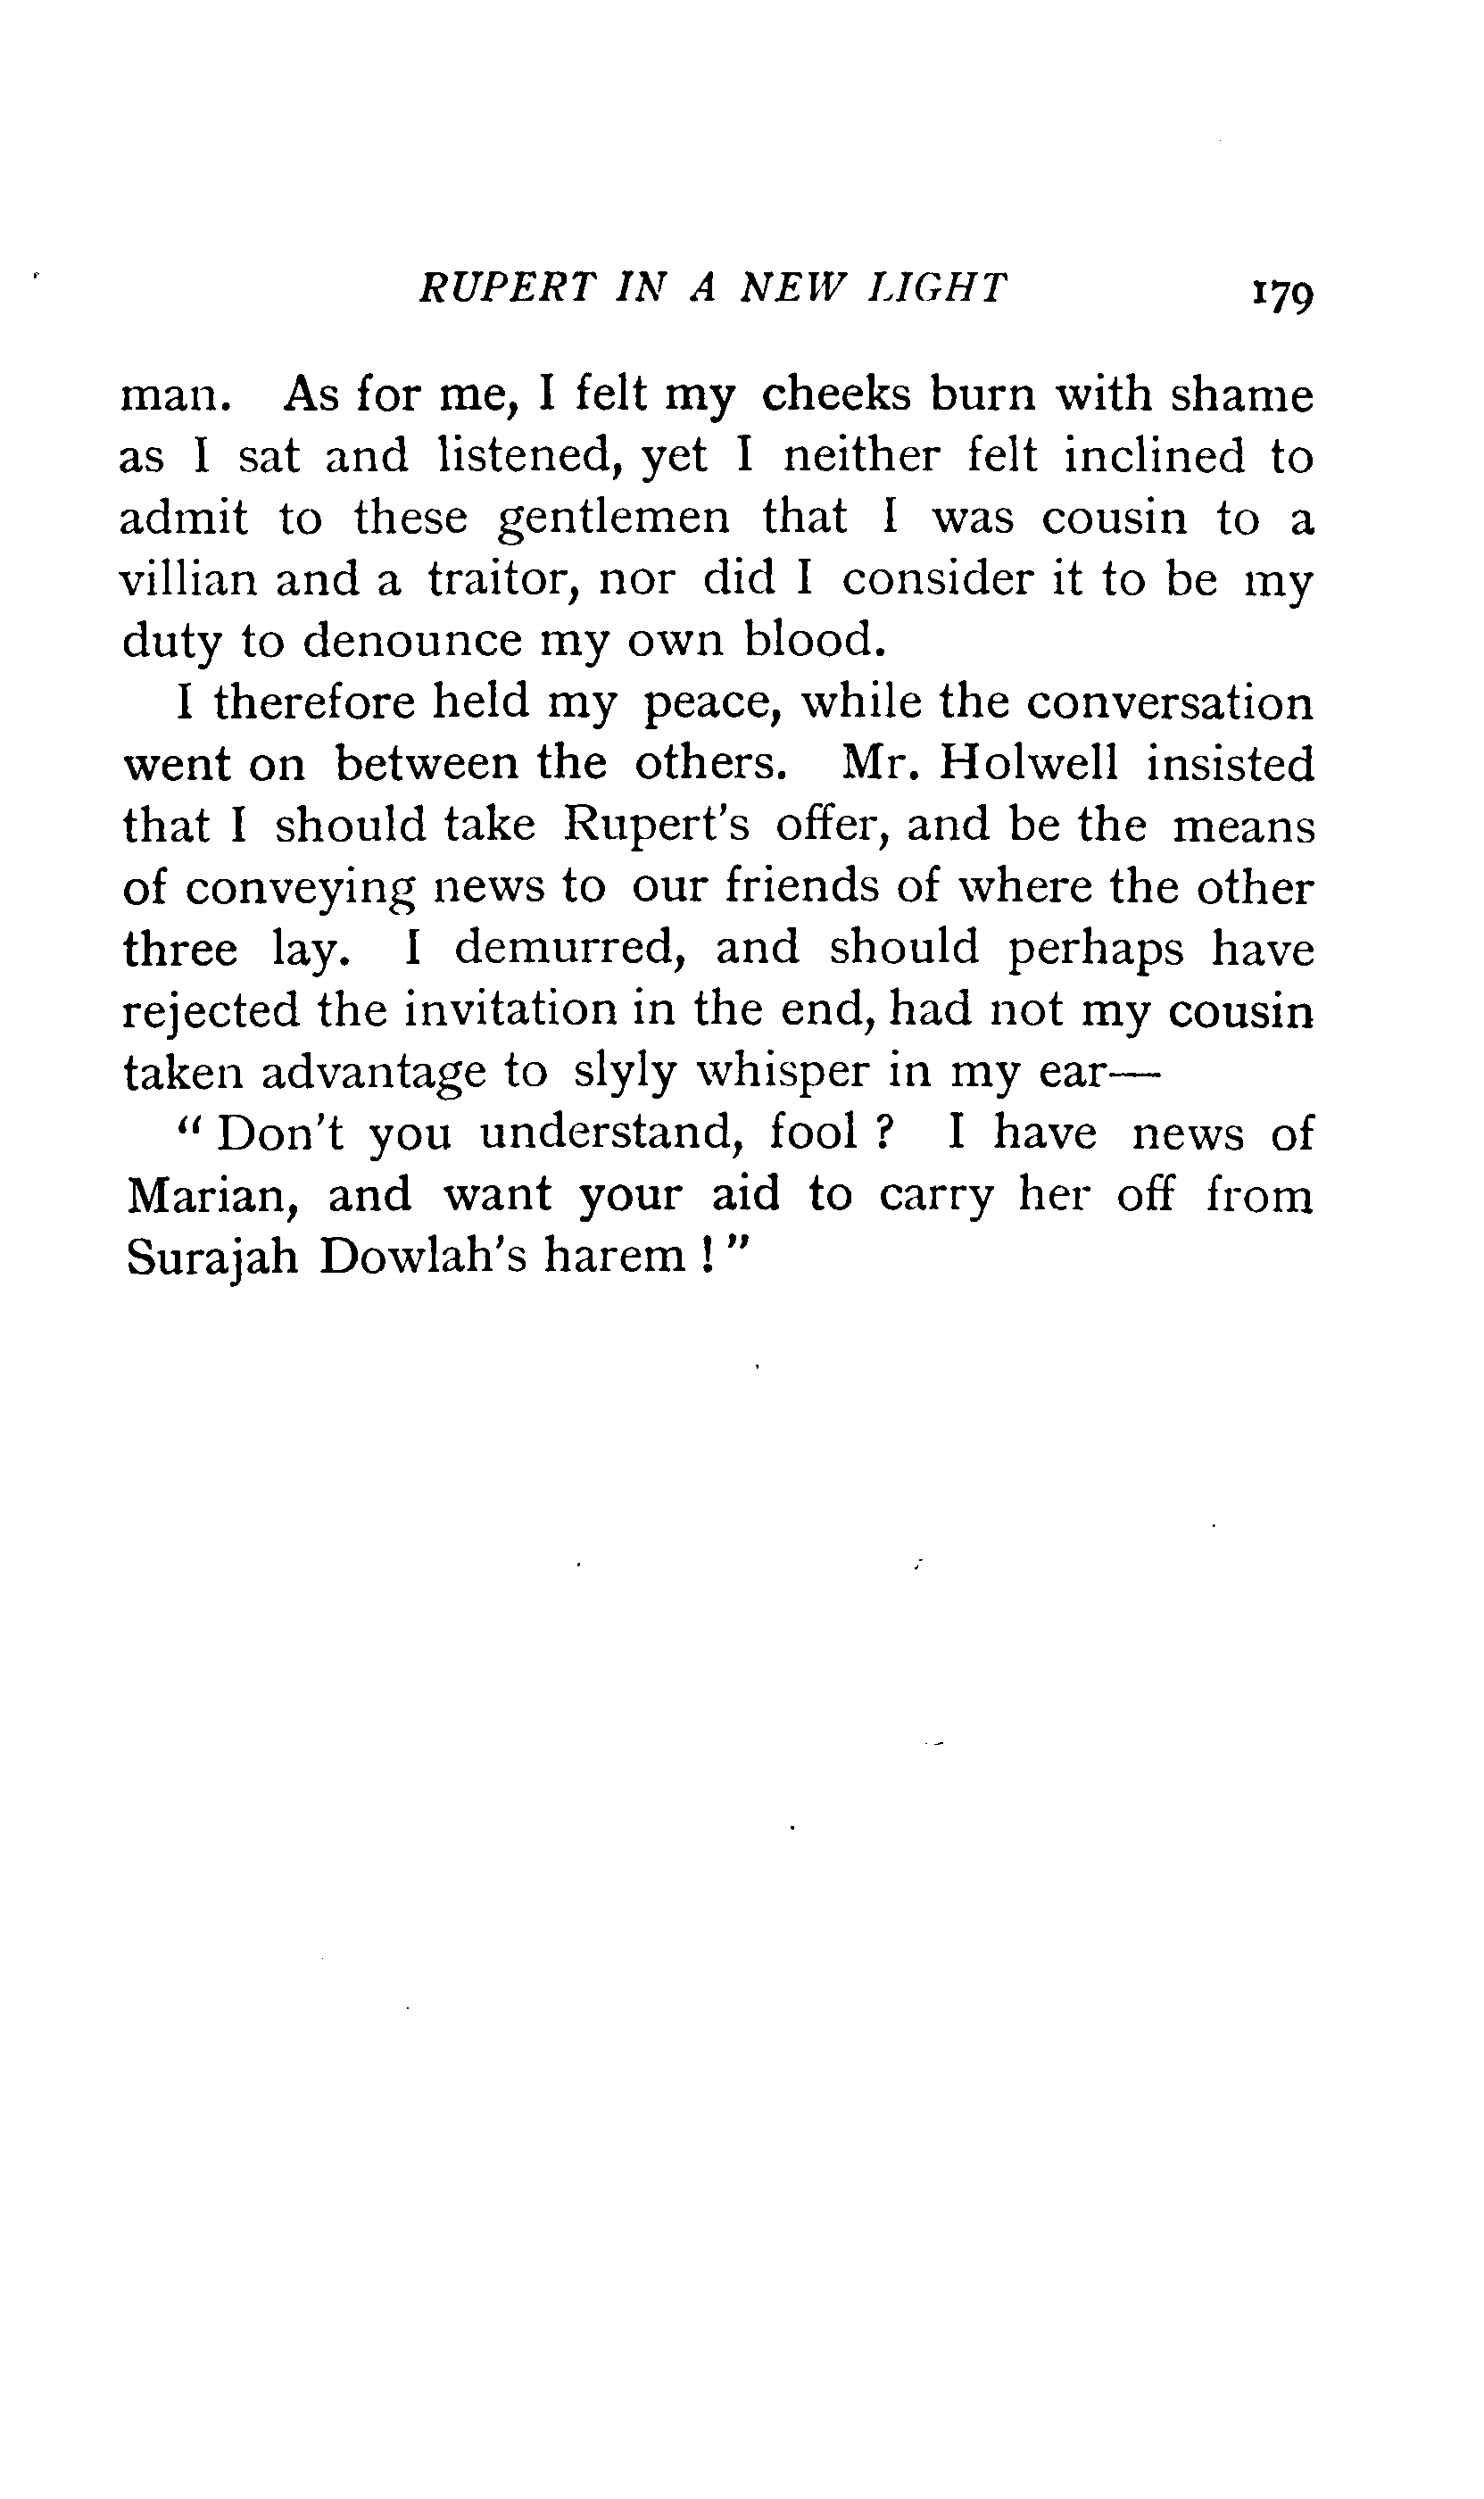 RUPERT IN A NEW LIGHT 179
man. As for me, I felt my cheeks burn with shame
as I sat and listened, yet I neither felt inclined to
admit to these gentlemen that I was cousin to a
villian and a traitor, nor did I consider it to be my
duty to denounce my own blood.
I therefore held my peace, while the conversation
went on between the others. Mr. Holwell insisted
that I should take Rupert's offer, and be the means
of conveying news to our friends of where the other
three lay. I demurred, and should perhaps have
rejected the invitation in the end, had not my cousin
taken advantage to slyly whisper in my ear—
" Don't you understand, fool ? I have news of
Marian, and want your aid to carry her off from
Surajah Dowlah's harem ! "